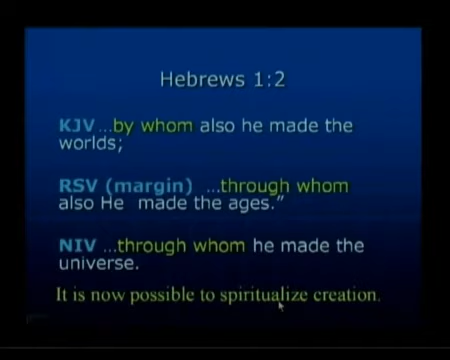 Hebrews 1:2
KJV ...by whom also he made the
worlds;
RSV (margin) ...through whom
also He made the ages.”
NIV ...through whom he made the
universe.
It is now possible to spiritualize creation.